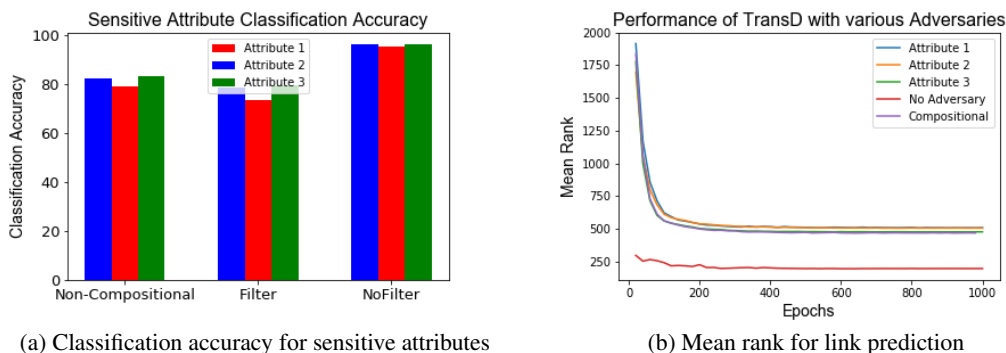 Sensitive Attribute Classification Accuracy
Classification Accuracy
100
80
60
40
20
0
Attribute 1
Attribute 2
Attribute 3
Non-Compositional
Filter
NoFilter
(a) Classification accuracy for sensitive attributes
Performance of TransD with various Adversaries
Mean Rank
2000
1750
1500
1250
1000
750
500
250
Attribute 1
Attribute 2
Attribute 3
No Adversary
Compositional
0
200
400
600
800
1000
Epochs
(b) Mean rank for link prediction